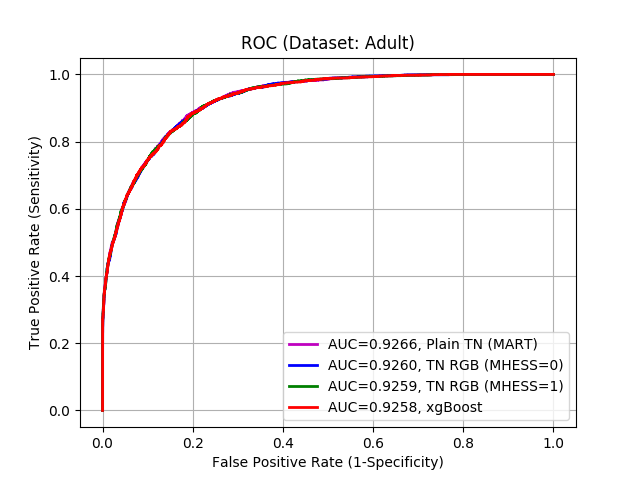 ROC (Dataset: Adult)
True Positive Rate (Sensitivity)
1.0
0.8
0.6
0.4
0.2
0.0
AUC=0.9266, Plain TN (MART)
AUC=0.9260, TN RGB (MHESS=0)
AUC=0.9259, TN RGB (MHESS=1)
AUC=0.9258, xgBoost
0.0 0.2 0.4 0.6 0.8 1.0
False Positive Rate (1-Specificity)